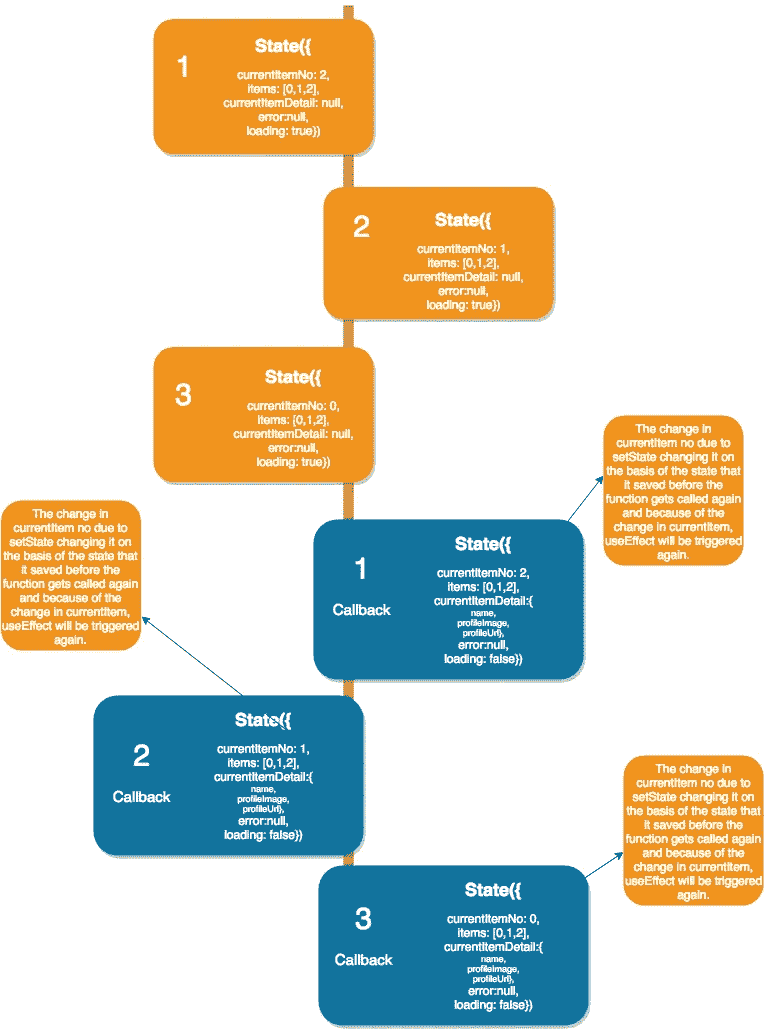 1
State({
currentItemNo: 2,
items: [0,1,2],
currentItemDetail: null,
error:null,
loading: true})
2
State({
currentItemNo: 1,
items: [0,1,2],
currentItemDetail: null,
error:null,
loading: true})
3
State({
currentItemNo: 0,
items: [0,1,2],
currentItemDetail: null,
error:null,
loading: true})
The change in
currentItem no due to
setState changing it on
the basis of the state that
it saved before the
function gets called again
and because of the
change in currentItem,
useEffect will be triggered
again.
1
Callback
State({
currentItemNo: 2,
items: [0,1,2],
currentItemDetail:{
name,
profileImage,
profileUrl},
error:null,
loading: false})
The change in
currentItem no due to
setState changing it on
the basis of the state that
it saved before the
function gets called again
and because of the
change in currentItem,
useEffect will be triggered
again.
2
Callback
State({
currentItemNo: 1,
items: [0,1,2],
currentItemDetail:{
name,
profileImage,
profileUrl},
error:null,
loading: false})
The change in
currentItem no due to
setState changing it on
the basis of the state that
it saved before the
function gets called again
and because of the
change in currentItem,
useEffect will be triggered
again.
3
Callback
State({
currentItemNo: 0,
items: [0,1,2],
currentItemDetail:{
name,
profileImage,
profileUrl},
error:null,
loading: false})